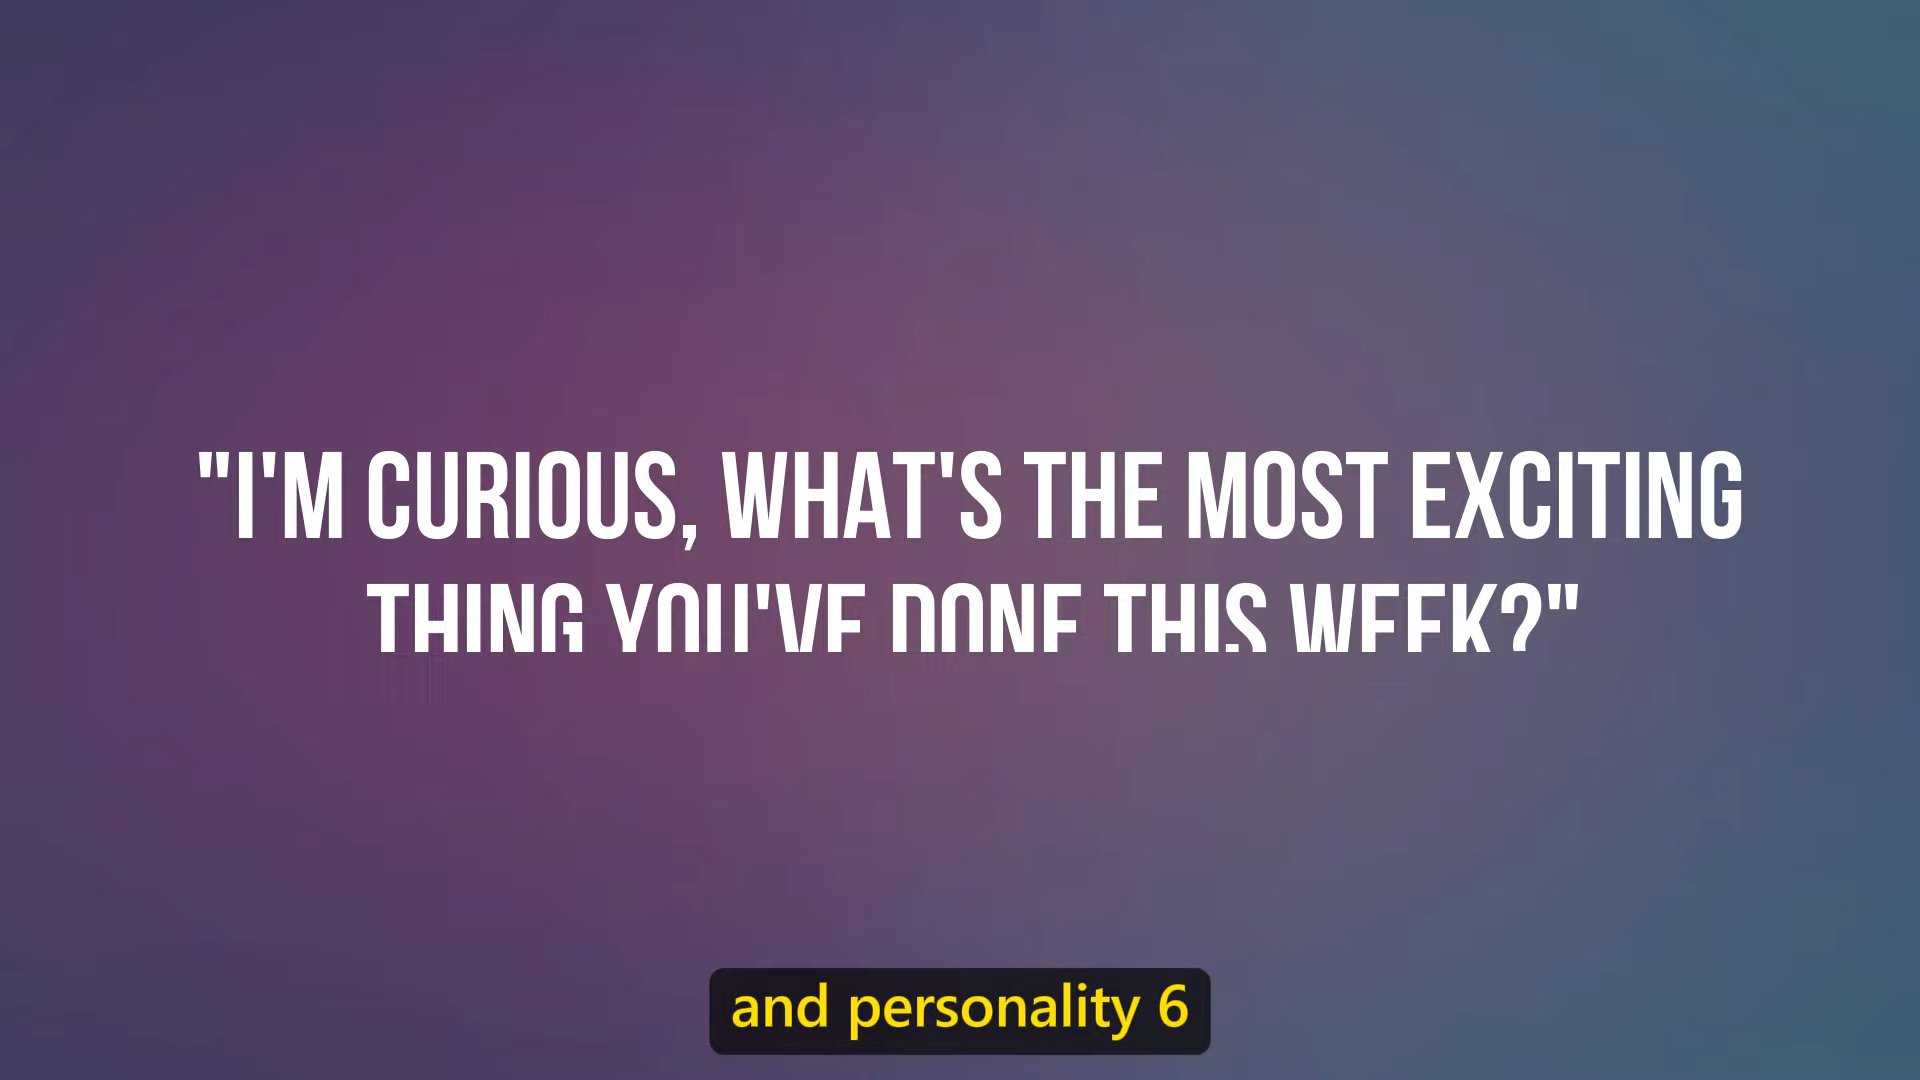 "I'M CURIOUS, WHAT'S THE MOST EXCITING
THING YOU'VE DONE THIS WEEK?"
and personality 6